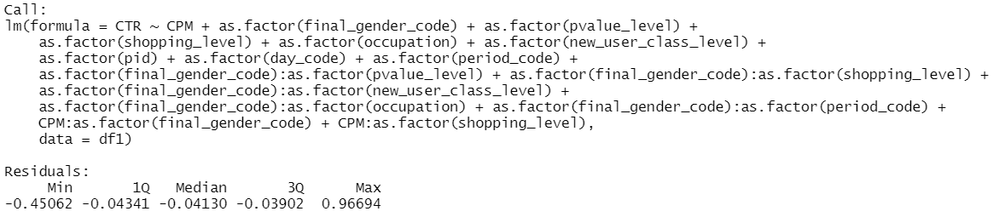 Call:
lm(formula = CTR ~ CPM + as.factor(final_gender_code) + as.factor(pvalue_level) +
    as.factor(shopping_level) + as.factor(occupation) + as.factor(new_user_class_level) +
    as.factor(pid) + as.factor(day_code) + as.factor(period_code) +
    as.factor(final_gender_code):as.factor(pvalue_level) + as.factor(final_gender_code):as.factor(shopping_level) +
    as.factor(final_gender_code):as.factor(new_user_class_level) +
    as.factor(final_gender_code):as.factor(occupation) + as.factor(final_gender_code):as.factor(period_code) +
    CPM:as.factor(final_gender_code) + CPM:as.factor(shopping_level),
    data = df1)

Residuals:
     Min       1Q   Median       3Q      Max
-0.45062 -0.04341 -0.04130 -0.03902  0.96694